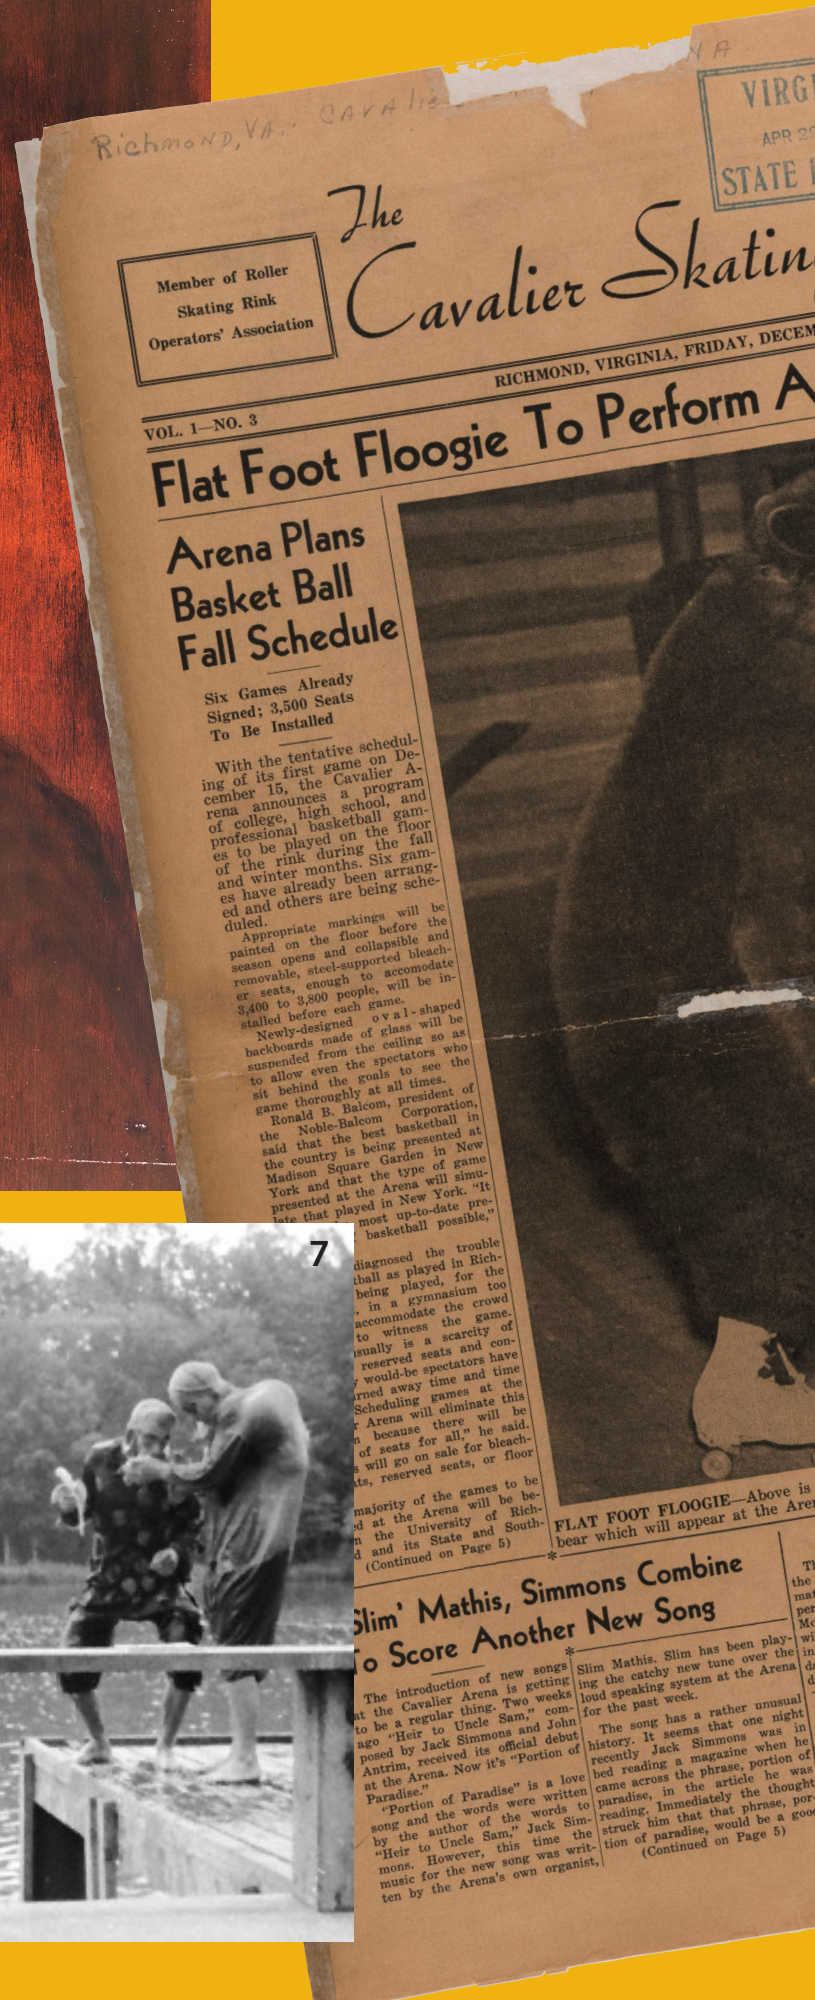 Richmond, VA.
VIRG
APR 29
STATE
Member of Roller
Skating Rink
Operators' Association
The
Cavalier Skatin
RICHMOND, VIRGINIA, FRIDAY, DECEM
VOL. 1—NO. 3
Flat Foot Floogie To Perform A
Arena Plans
Basket Ball
Fall Schedule
Six Games Already
Signed; 3,500 Seats
To Be Installed
With the tentative schedul-
ing of its first game on De-
cember 15, the Cavalier A-
rena announces a program
of college, high school, and
professional basketball gam-
es to be played on the floor
of the rink during the fall
and winter months. Six gam-
es have already been arrang-
ed and others are being sche-
duled.
Appropriate markings will be
painted on the floor before the
season opens and collapsible and
removable, steel-supported bleach-
er seats, enough to accomodate
3,400 to 3,800 people, will be in-
stalled before each game.
Newly-designed oval-shaped
backboards made of glass will be
suspended from the ceiling so as
to allow even the spectators who
sit behind the goals to see the
game thoroughly at all times.
Ronald B. Balcom, president of
the Noble-Balcom Corporation,
said that the best basketball in
the country is being presented at
Madison Square Garden in New
York and that the type of game
presented at the Arena will simu-
late that played in New York. "It
most up-to-date pre-
basketball possible,"
diagnosed the trouble
tball as played in Rich-
being played, for the
, in a gymnasium too
accommodate the crowd
to witness the game.
sually is a scarcity of
reserved seats and con-
y would-be spectators have
rned away time and time
Scheduling games at the
r Arena will eliminate this
n because there will be
of seats for all," he said.
s will go on sale for bleach-
ts, reserved seats, or floor
majority of the games to be
ed at the Arena will be be-
n the University of Rich-
d and its State and South-
(Continued on Page 5)
FLAT FOOT FLOOGIE—Above is
bear which will appear at the Aren
Slim' Mathis, Simmons Combine
To Score Another New Song
The introduction of new songs
at the Cavalier Arena is getting
to be a regular thing. Two weeks
ago "Heir to Uncle Sam," com-
posed by Jack Simmons and John
Antrim, received its official debut
at the Arena. Now it's "Portion of
Paradise."
"Portion of Paradise" is a love
song and the words were written
by the author of the words to
"Heir to Uncle Sam," Jack Sim-
mons. However, this time the
music for the new song was writ-
ten by the Arena's own organist,
Slim Mathis. Slim has been play-
ing the catchy new tune over the
loud speaking system at the Arena
for the past week.
The song has a rather unusual
history. It seems that one night
recently Jack Simmons was in
bed reading a magazine when he
came across the phrase, portion of
paradise, in the article he was
reading. Immediately the thought
struck him that that phrase, por-
tion of paradise, would be a good
(Continued on Page 5)
Th
the
mat
per
Mc
wi
in
da
7